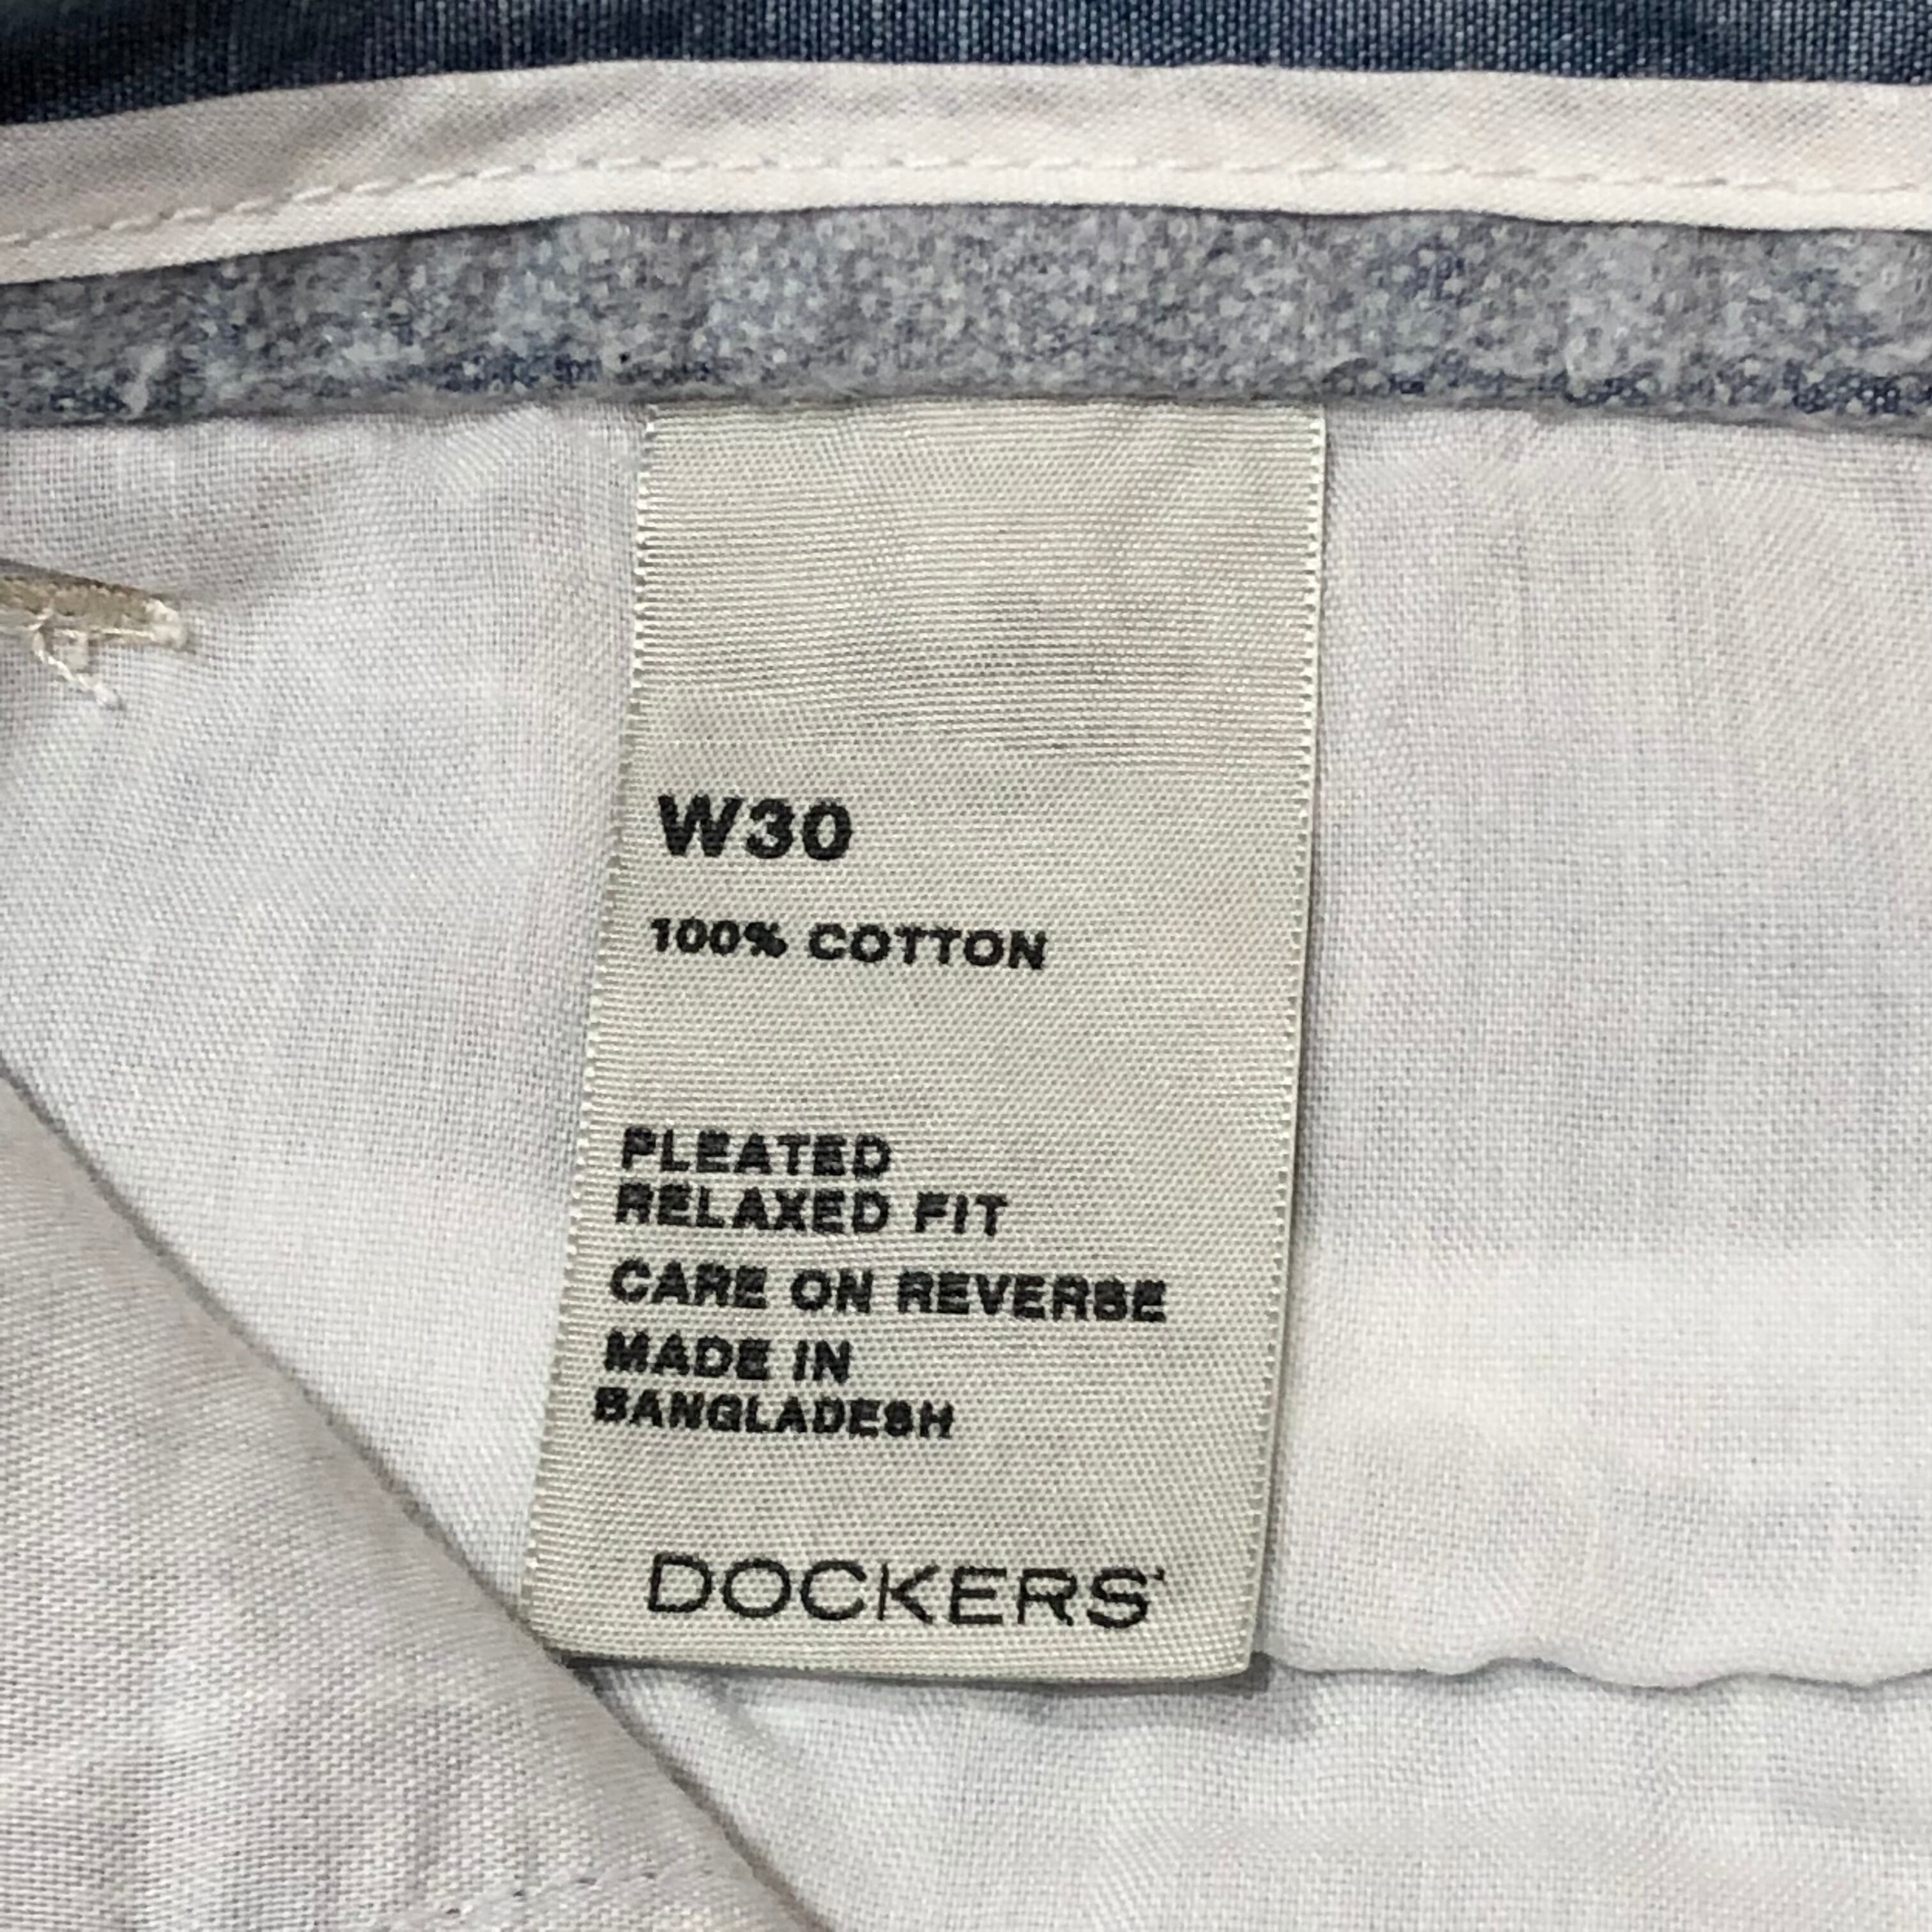 W30
100% COTTON
PLEATED
RELAXED FIT
CARE ON REVERSE
MADE IN
BANGLADESH
DOCKERS